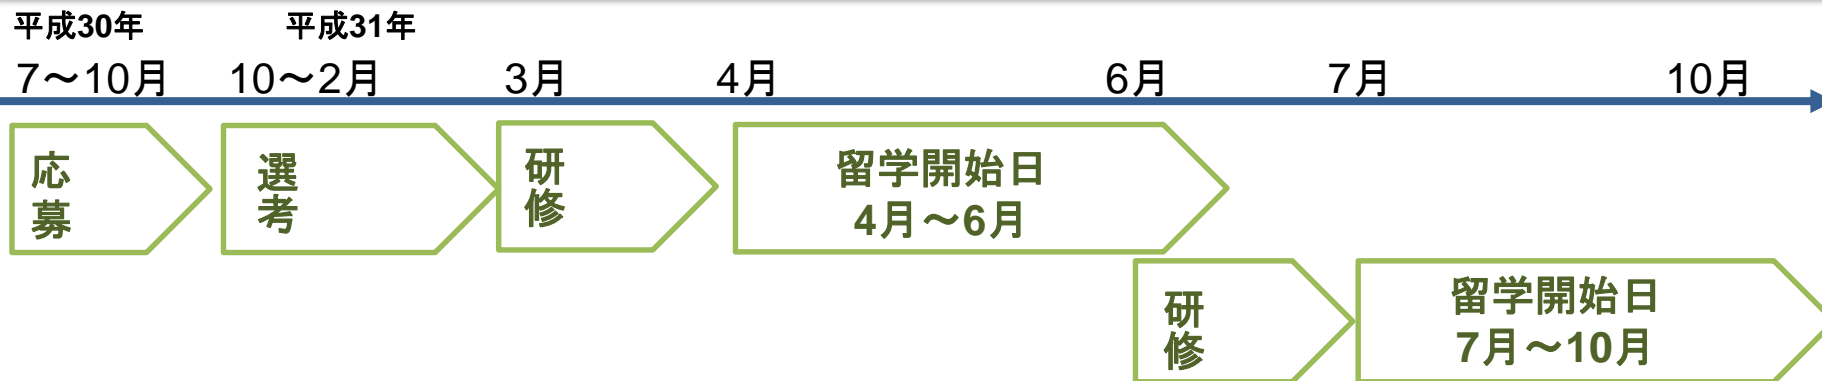 平成30年 平成31年
7～10月 10～2月 3月 4月 6月 7月 10月
応募
選考
研修
留学開始日
4月～6月
研修
留学開始日
7月～10月